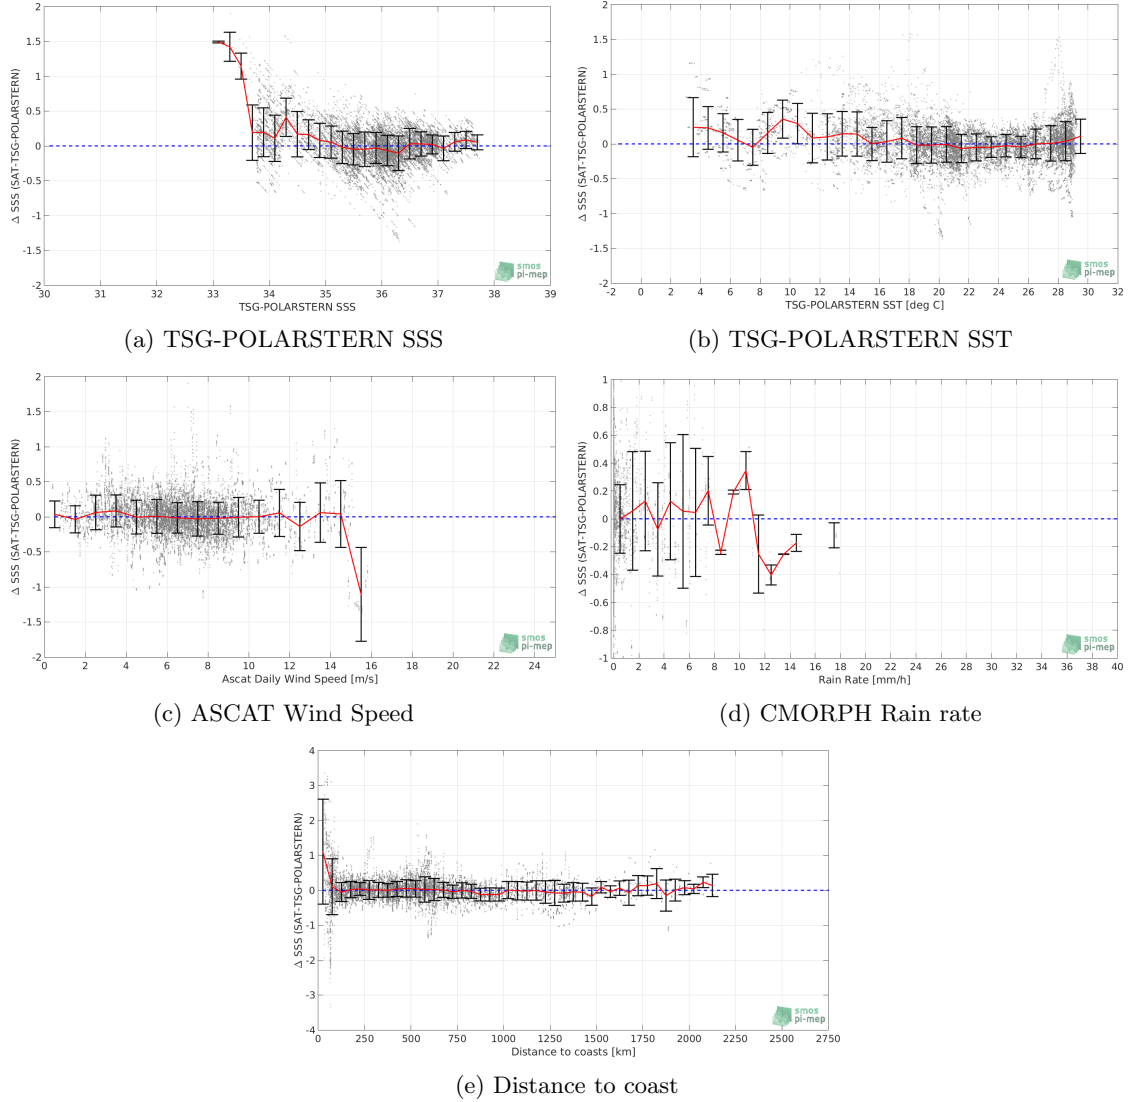 2
1.5
1
0.5
0
-0.5
-1
-1.5
-2
30 31 32 33 34 35 36 37 38 39
TSG-POLARSTERN SSS
Δ SSS (SAT-TSG-POLARSTERN)
smos
pi-mep
(a) TSG-POLARSTERN SSS
2
1.5
1
0.5
0
-0.5
-1
-1.5
-2
-2 0 2 4 6 8 10 12 14 16 18 20 22 24 26 28 30 32
TSG-POLARSTERN SST [deg C]
Δ SSS (SAT-TSG-POLARSTERN)
smos
pi-mep
(b) TSG-POLARSTERN SST
2
1.5
1
0.5
0
-0.5
-1
-1.5
-2
0 2 4 6 8 10 12 14 16 18 20 22 24
Ascat Daily Wind Speed [m/s]
Δ SSS (SAT-TSG-POLARSTERN)
smos
pi-mep
(c) ASCAT Wind Speed
1
0.8
0.6
0.4
0.2
0
-0.2
-0.4
-0.6
-0.8
-1
0 2 4 6 8 10 12 14 16 18 20 22 24 26 28 30 32 34 36 38 40
Rain Rate [mm/h]
Δ SSS (SAT-TSG-POLARSTERN)
smos
pi-mep
(d) CMORPH Rain rate
4
3
2
1
0
-1
-2
-3
-4
0 250 500 750 1000 1250 1500 1750 2000 2250 2500 2750
Distance to coasts [km]
Δ SSS (SAT-TSG-POLARSTERN)
smos
pi-mep
(e) Distance to coast